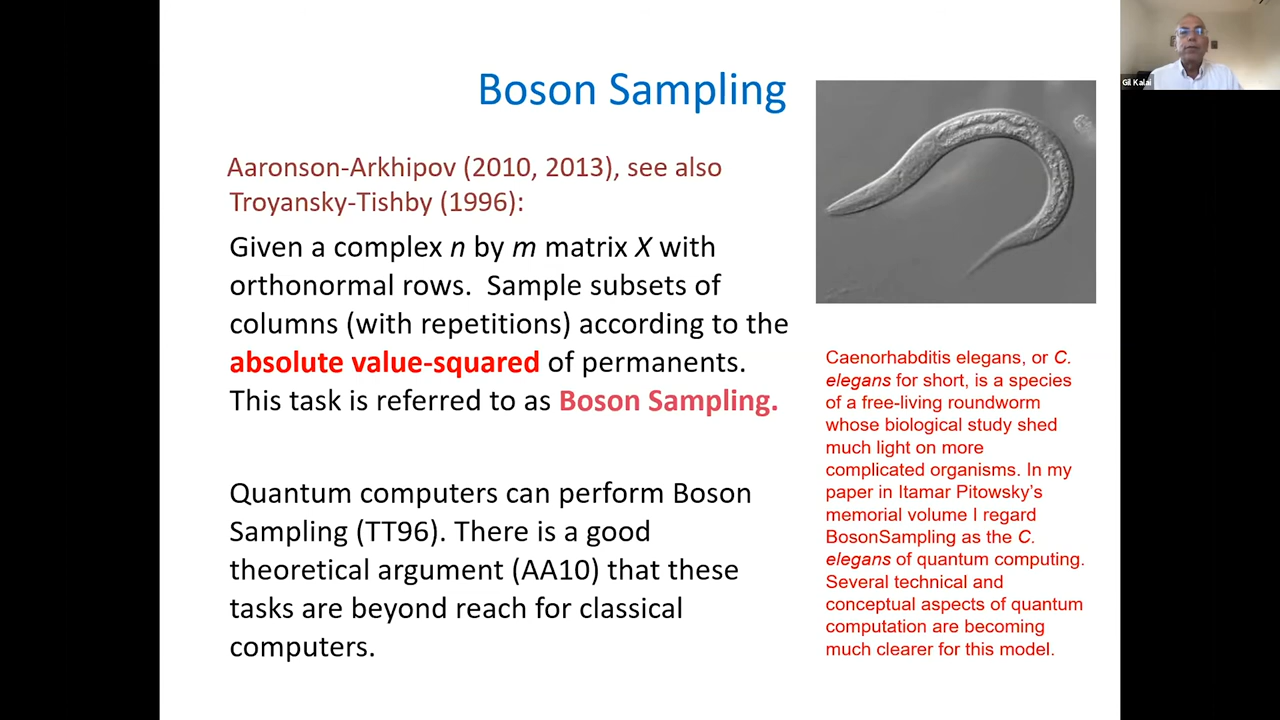 Boson Sampling
Aaronson-Arkhipov (2010, 2013), see also
Troyansky-Tishby (1996):
Given a complex n by m matrix X with
orthonormal rows.  Sample subsets of
columns (with repetitions) according to the
absolute value-squared of permanents.
This task is referred to as Boson Sampling.
Quantum computers can perform Boson
Sampling (TT96). There is a good
theoretical argument (AA10) that these
tasks are beyond reach for classical
computers.
Caenorhabditis elegans, or C.
elegans for short, is a species
of a free-living roundworm
whose biological study shed
much light on more
complicated organisms. In my
paper in Itamar Pitowsky’s
memorial volume I regard
BosonSampling as the C.
elegans of quantum computing.
Several technical and
conceptual aspects of quantum
computation are becoming
much clearer for this model.
Gil Kalai